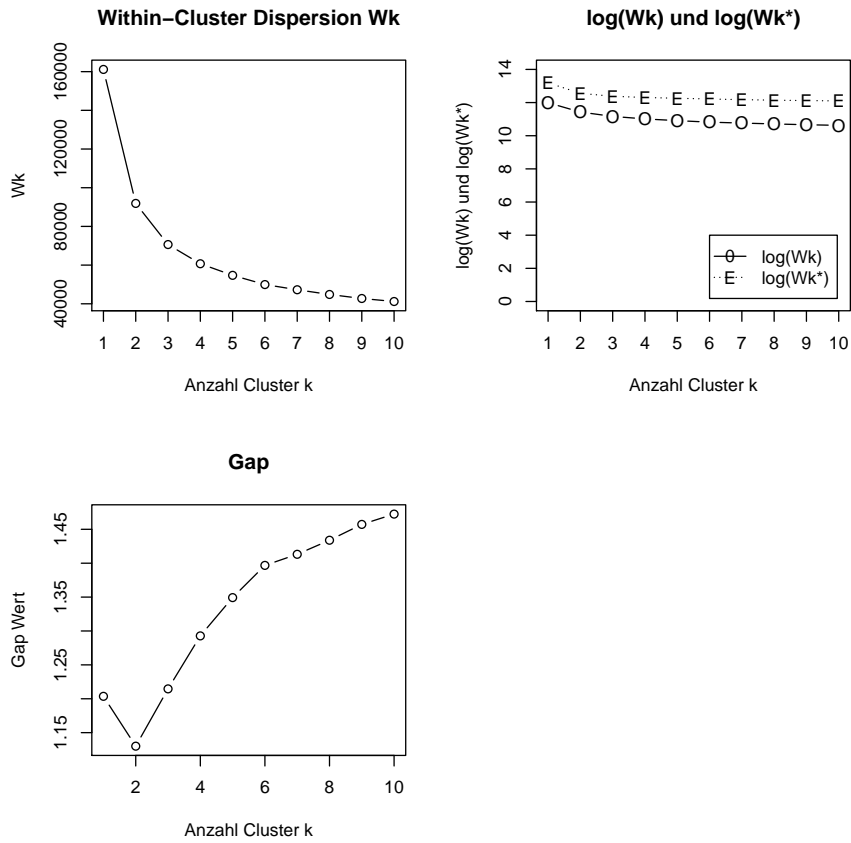 Within−Cluster Dispersion Wk
Wk
160000
120000
80000
40000
1 2 3 4 5 6 7 8 9 10
Anzahl Cluster k
log(Wk) und log(Wk*)
log(Wk) und log(Wk*)
14
12
10
8
6
4
2
0
E E E E E E E E E E
O O O O O O O O O O
O log(Wk)
E log(Wk*)
1 2 3 4 5 6 7 8 9 10
Anzahl Cluster k
Gap
Gap Wert
1.45
1.35
1.25
1.15
2 4 6 8 10
Anzahl Cluster k